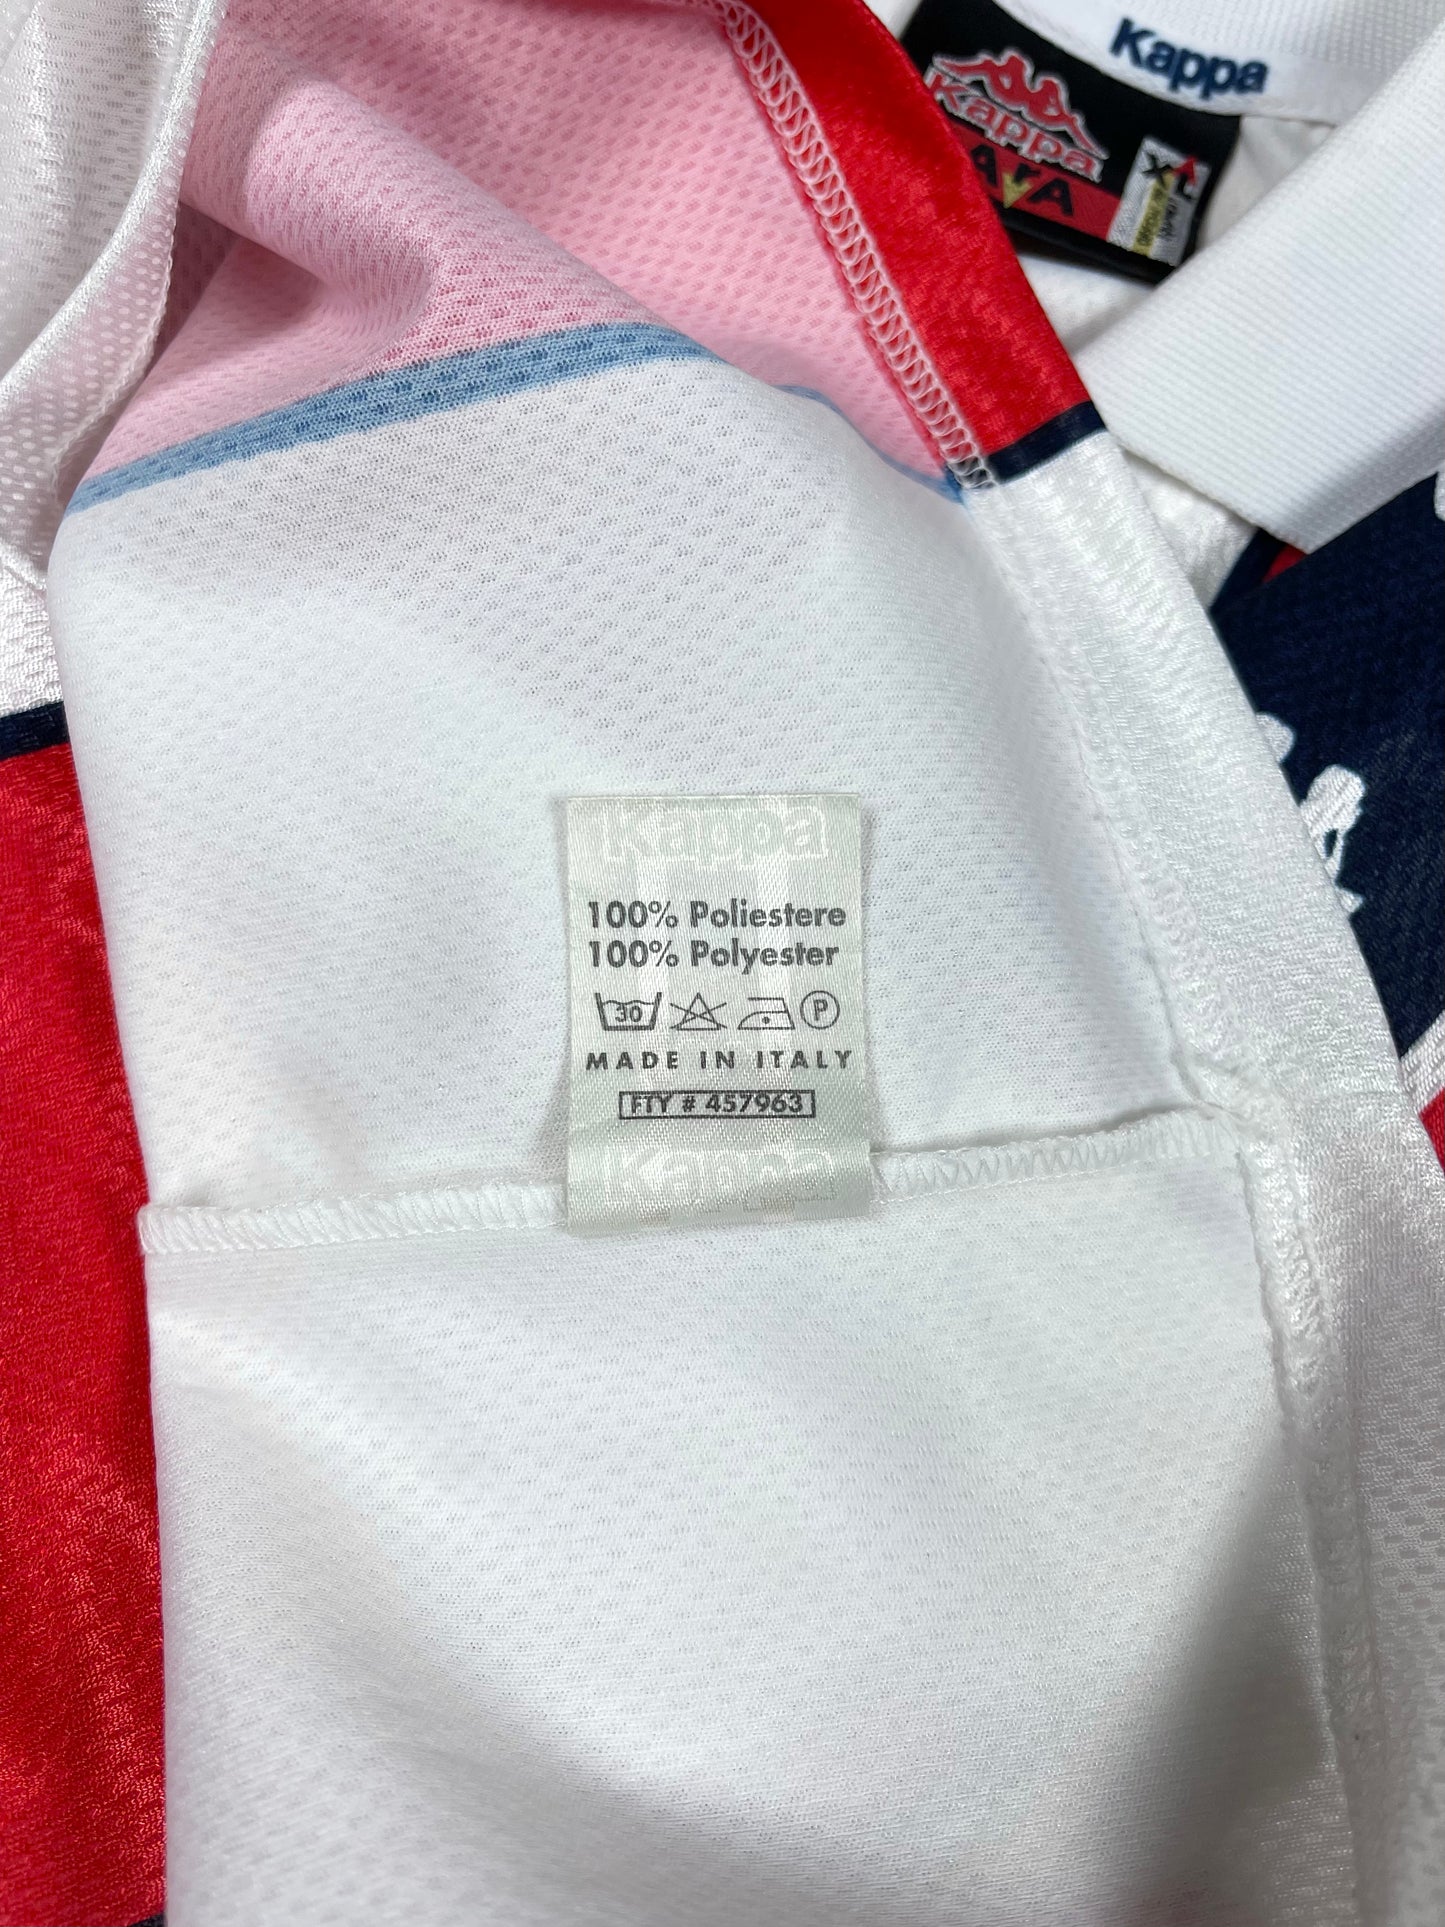 Kappa
Kappa
XL
Kappa
100% Poliestere
100% Polyester
30 P
MADE IN ITALY
FTY # 457963
Kappa